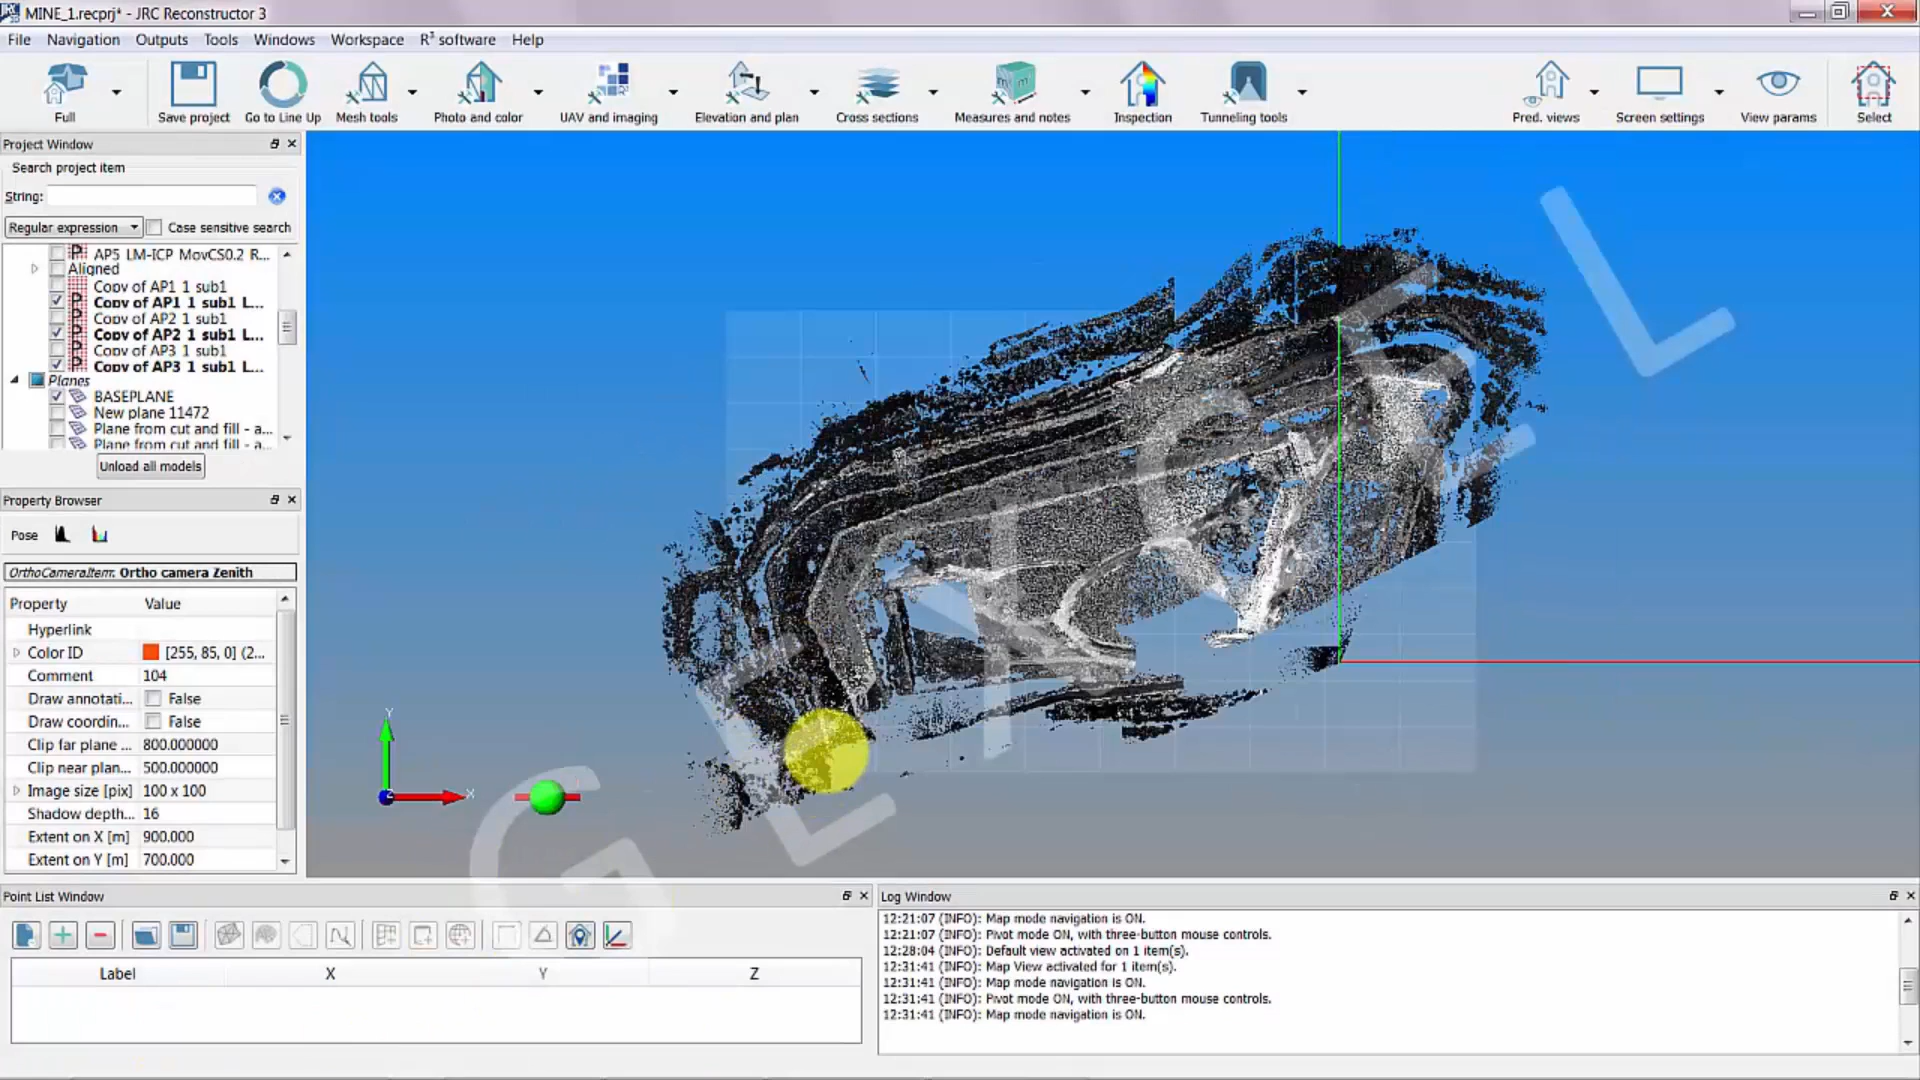 MINE_1.recprj* - JRC Reconstructor 3
File Navigation Outputs Tools Windows Workspace R³ software Help
Full Save project Go to Line Up Mesh tools Photo and color UAV and imaging Elevation and plan Cross sections Measures and notes Inspection Tunneling tools Pred. views Screen settings View params Select
Project Window
Search project item
String:
Regular expression Case sensitive search
AP5 LM-ICP MovCS0.2 R...
Aligned
Copy of AP1 1 sub1
Copy of AP1 1 sub1 L...
Copy of AP2 1 sub1
Copy of AP2 1 sub1 L...
Copy of AP3 1 sub1
Copy of AP3 1 sub1 L...
Planes
BASEPLANE
New plane 11472
Plane from cut and fill - a...
Plane from cut and fill - a...
Unload all models
Property Browser
Pose
OrthoCameraItem: Ortho camera Zenith
Property Value
Hyperlink
Color ID [255, 85, 0] (2...
Comment 104
Draw annotati... False
Draw coordin... False
Clip far plane ... 800.000000
Clip near plan... 500.000000
Image size [pix] 100 x 100
Shadow depth... 16
Extent on X [m] 900.000
Extent on Y [m] 700.000
Y
X
Z
Point List Window
Label X Y Z
Log Window
12:21:07 (INFO): Map mode navigation is ON.
12:21:07 (INFO): Pivot mode ON, with three-button mouse controls.
12:28:04 (INFO): Default view activated on 1 item(s).
12:31:41 (INFO): Map View activated for 1 item(s).
12:31:41 (INFO): Map mode navigation is ON.
12:31:41 (INFO): Pivot mode ON, with three-button mouse controls.
12:31:41 (INFO): Map mode navigation is ON.